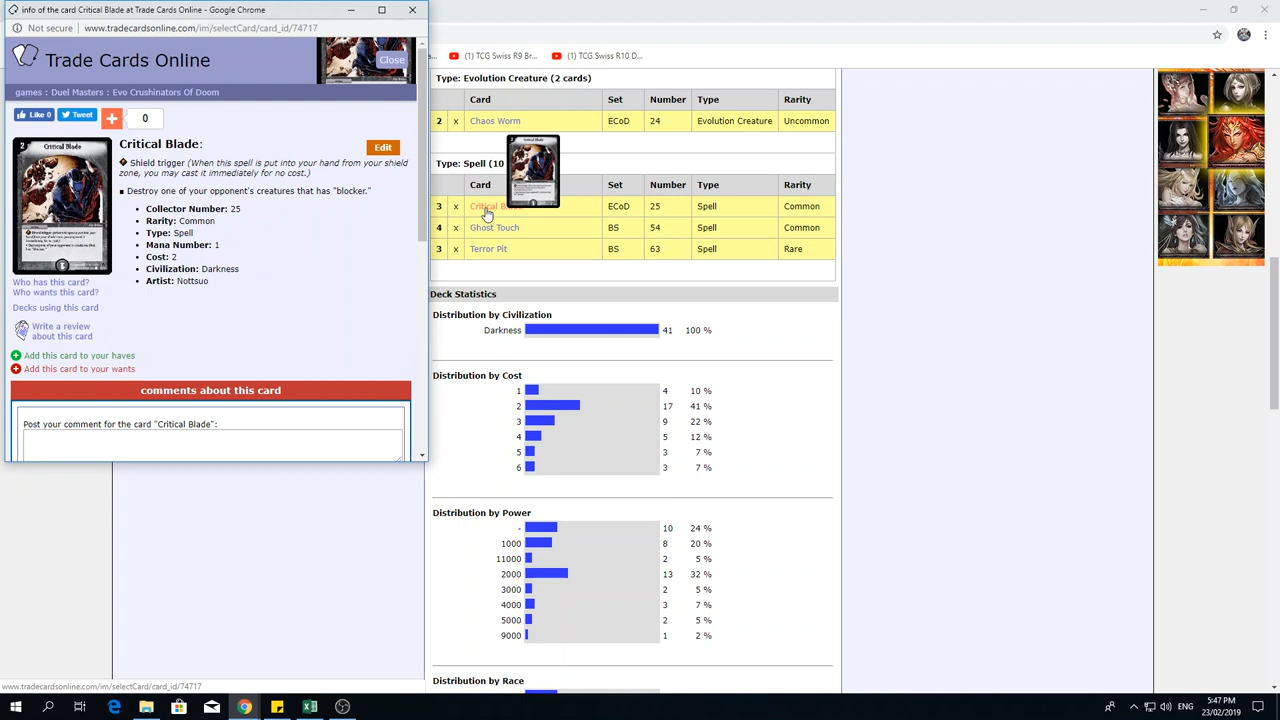 info of the card Critical Blade at Trade Cards Online - Google Chrome
Not secure www.tradecardsonline.com/im/selectCard/card_id/74717
Trade Cards Online
Close
games : Duel Masters : Evo Crushinators Of Doom
Like 0 Tweet 0
Critical Blade:
Edit
Shield trigger (When this spell is put into your hand from your shield
zone, you may cast it immediately for no cost.)
Destroy one of your opponent's creatures that has "blocker."
Collector Number: 25
Rarity: Common
Type: Spell
Mana Number: 1
Cost: 2
Civilization: Darkness
Artist: Nottsuo
2 Critical Blade
Who has this card?
Who wants this card?
Decks using this card
Write a review
about this card
Add this card to your haves
Add this card to your wants
comments about this card
Post your comment for the card "Critical Blade":
(1) TCG Swiss R9 Br...
(1) TCG Swiss R10 D...
Type: Evolution Creature (2 cards)
Card Set Number Type Rarity
2 x Chaos Worm ECoD 24 Evolution Creature Uncommon
Type: Spell (10
Card Set Number Type Rarity
3 x Critical B ECoD 25 Spell Common
4 x Ghost Touch BS 54 Spell Common
3 x Terror Pit BS 63 Spell Rare
Deck Statistics
Distribution by Civilization
Darkness 41 100 %
Distribution by Cost
1 4 10 %
2 17 41 %
3 9 22 %
4 5 12 %
5 3 7 %
6 3 7 %
Distribution by Power
- 10 24 %
1000 8 20 %
11000 2 5 %
2000 13 32 %
3000 2 5 %
4000 3 7 %
5000 2 5 %
9000 1 2 %
Distribution by Race
www.tradecardsonline.com/im/selectCard/card_id/74717
ENG
5:47 PM
23/02/2019